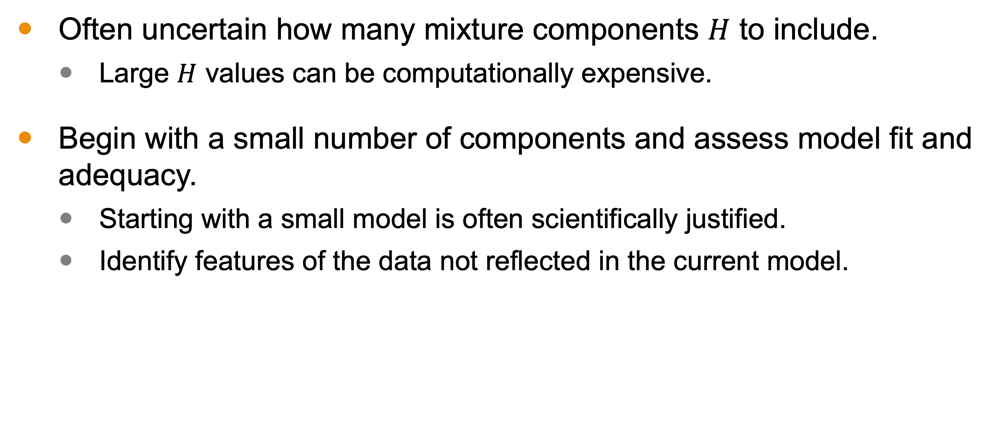 Often uncertain how many mixture components H to include.
Large H values can be computationally expensive.
Begin with a small number of components and assess model fit and
adequacy.
Starting with a small model is often scientifically justified.
Identify features of the data not reflected in the current model.